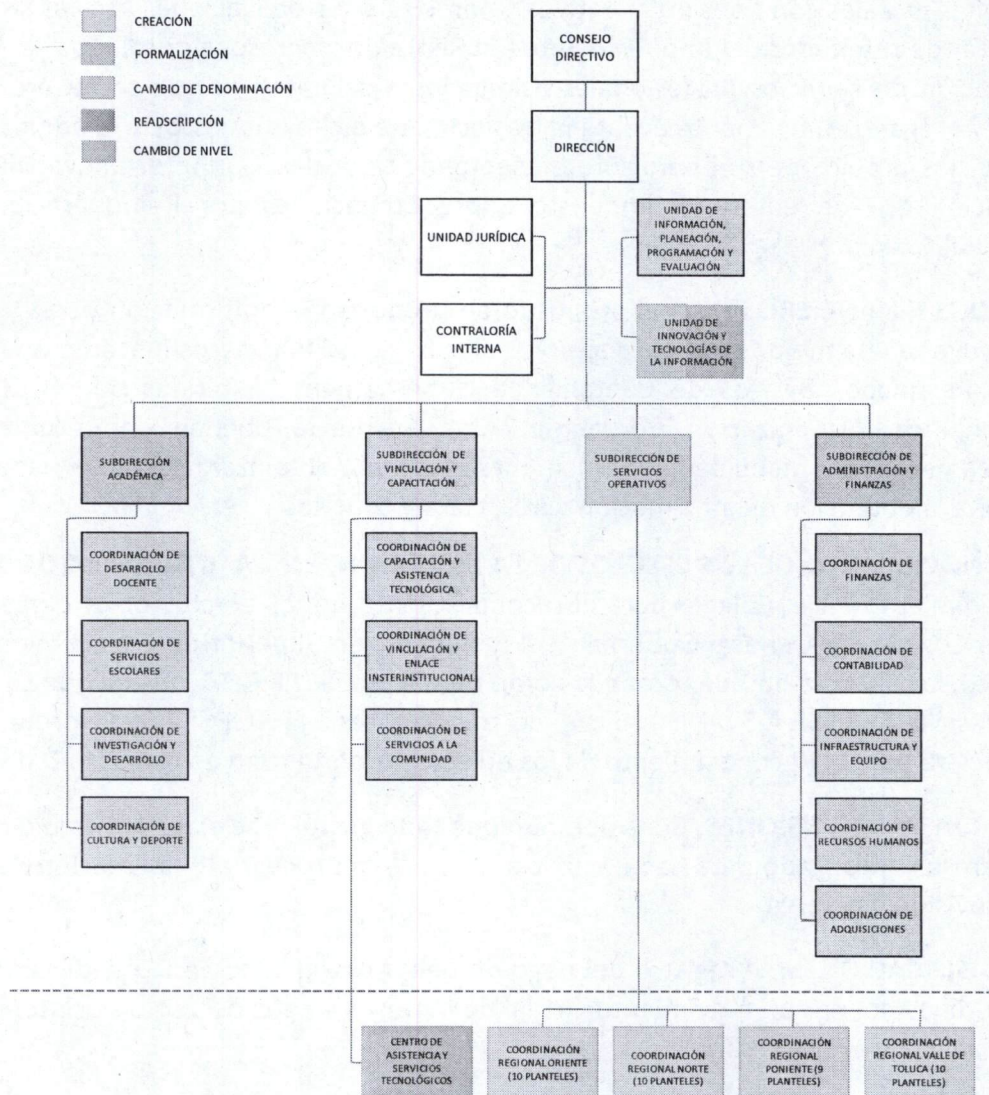 CREACIÓN
FORMALIZACIÓN
CAMBIO DE DENOMINACIÓN
READSCRIPCIÓN
CAMBIO DE NIVEL
CONSEJO
DIRECTIVO
DIRECCIÓN
UNIDAD JURÍDICA
UNIDAD DE
INFORMACIÓN,
PLANEACIÓN,
PROGRAMACIÓN Y
EVALUACIÓN
CONTRALORÍA
INTERNA
UNIDAD DE
INNOVACIÓN Y
TECNOLOGÍAS DE
LA INFORMACIÓN
SUBDIRECCIÓN
ACADÉMICA
SUBDIRECCIÓN DE
VINCULACIÓN Y
CAPACITACIÓN
SUBDIRECCIÓN DE
SERVICIOS
OPERATIVOS
SUBDIRECCIÓN DE
ADMINISTRACIÓN Y
FINANZAS
COORDINACIÓN DE
DESARROLLO
DOCENTE
COORDINACIÓN DE
CAPACITACIÓN Y
ASISTENCIA
TECNOLÓGICA
COORDINACIÓN DE
FINANZAS
COORDINACIÓN DE
SERVICIOS
ESCOLARES
COORDINACIÓN DE
VINCULACIÓN Y
ENLACE
INSTERINSTITUCIONAL
COORDINACIÓN DE
CONTABILIDAD
COORDINACIÓN DE
INVESTIGACIÓN Y
DESARROLLO
COORDINACIÓN DE
SERVICIOS A LA
COMUNIDAD
COORDINACIÓN DE
INFRAESTRUCTURA Y
EQUIPO
COORDINACIÓN DE
CULTURA Y DEPORTE
COORDINACIÓN DE
RECURSOS HUMANOS
COORDINACIÓN DE
ADQUISICIONES
CENTRO DE
ASISTENCIA Y
SERVICIOS
TECNOLÓGICOS
COORDINACIÓN
REGIONAL ORIENTE
(10 PLANTELES)
COORDINACIÓN
REGIONAL NORTE
(10 PLANTELES)
COORDINACIÓN
REGIONAL
PONIENTE (9
PLANTELES)
COORDINACIÓN
REGIONAL VALLE DE
TOLUCA (10
PLANTELES)